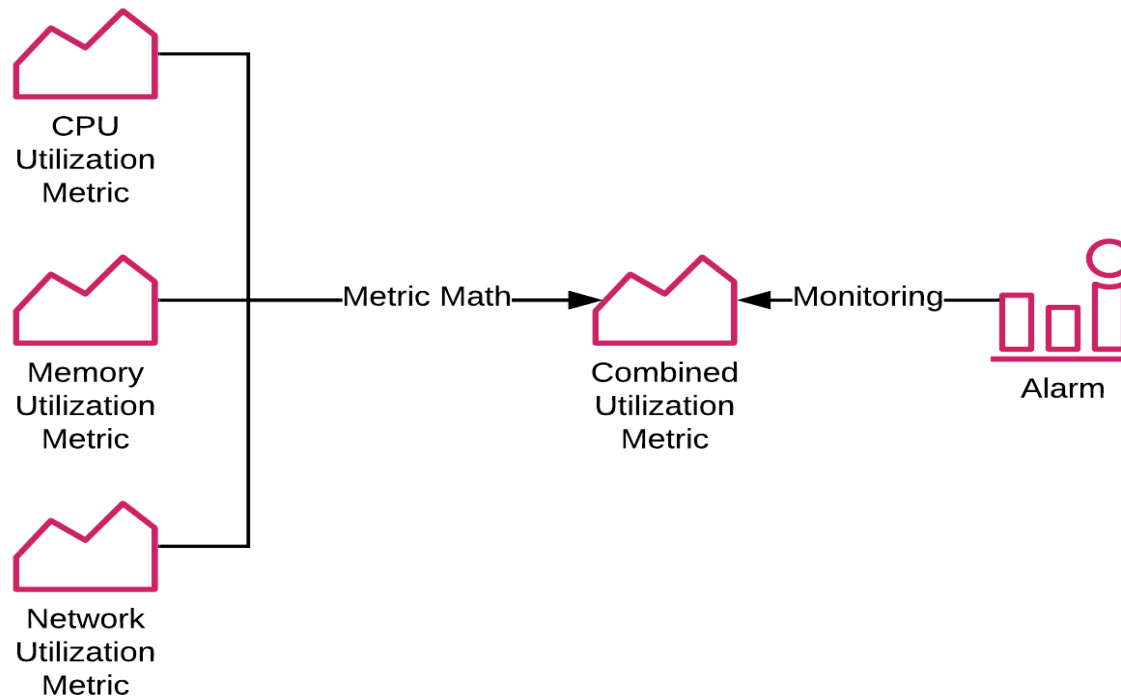 CPU
Utilization
Metric
Memory
Utilization
Metric
Network
Utilization
Metric
Metric Math
Combined
Utilization
Metric
Monitoring
Alarm